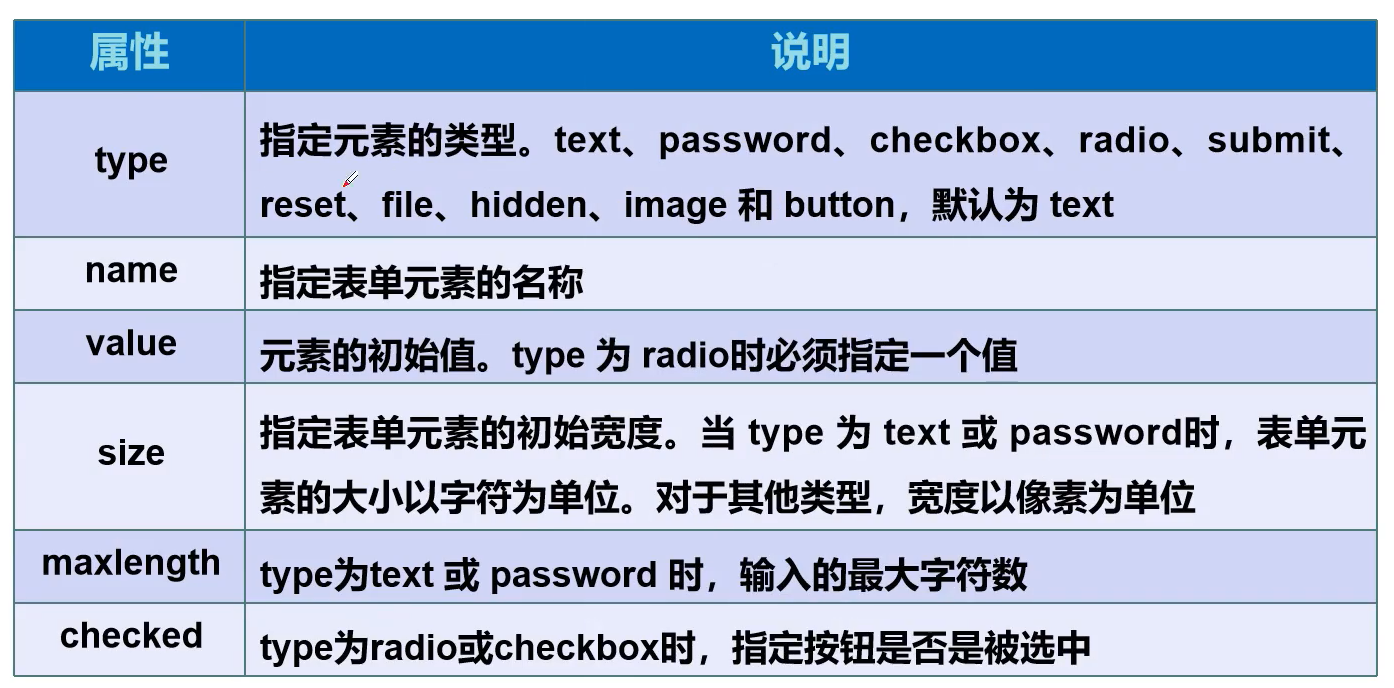 属性 说明
type
指定元素的类型。text、password、checkbox、radio、submit、
reset、file、hidden、image 和 button，默认为 text
name 指定表单元素的名称
value 元素的初始值。type 为 radio时必须指定一个值
size
指定表单元素的初始宽度。当 type 为 text 或 password时，表单元
素的大小以字符为单位。对于其他类型，宽度以像素为单位
maxlength type为text 或 password 时，输入的最大字符数
checked type为radio或checkbox时，指定按钮是否是被选中